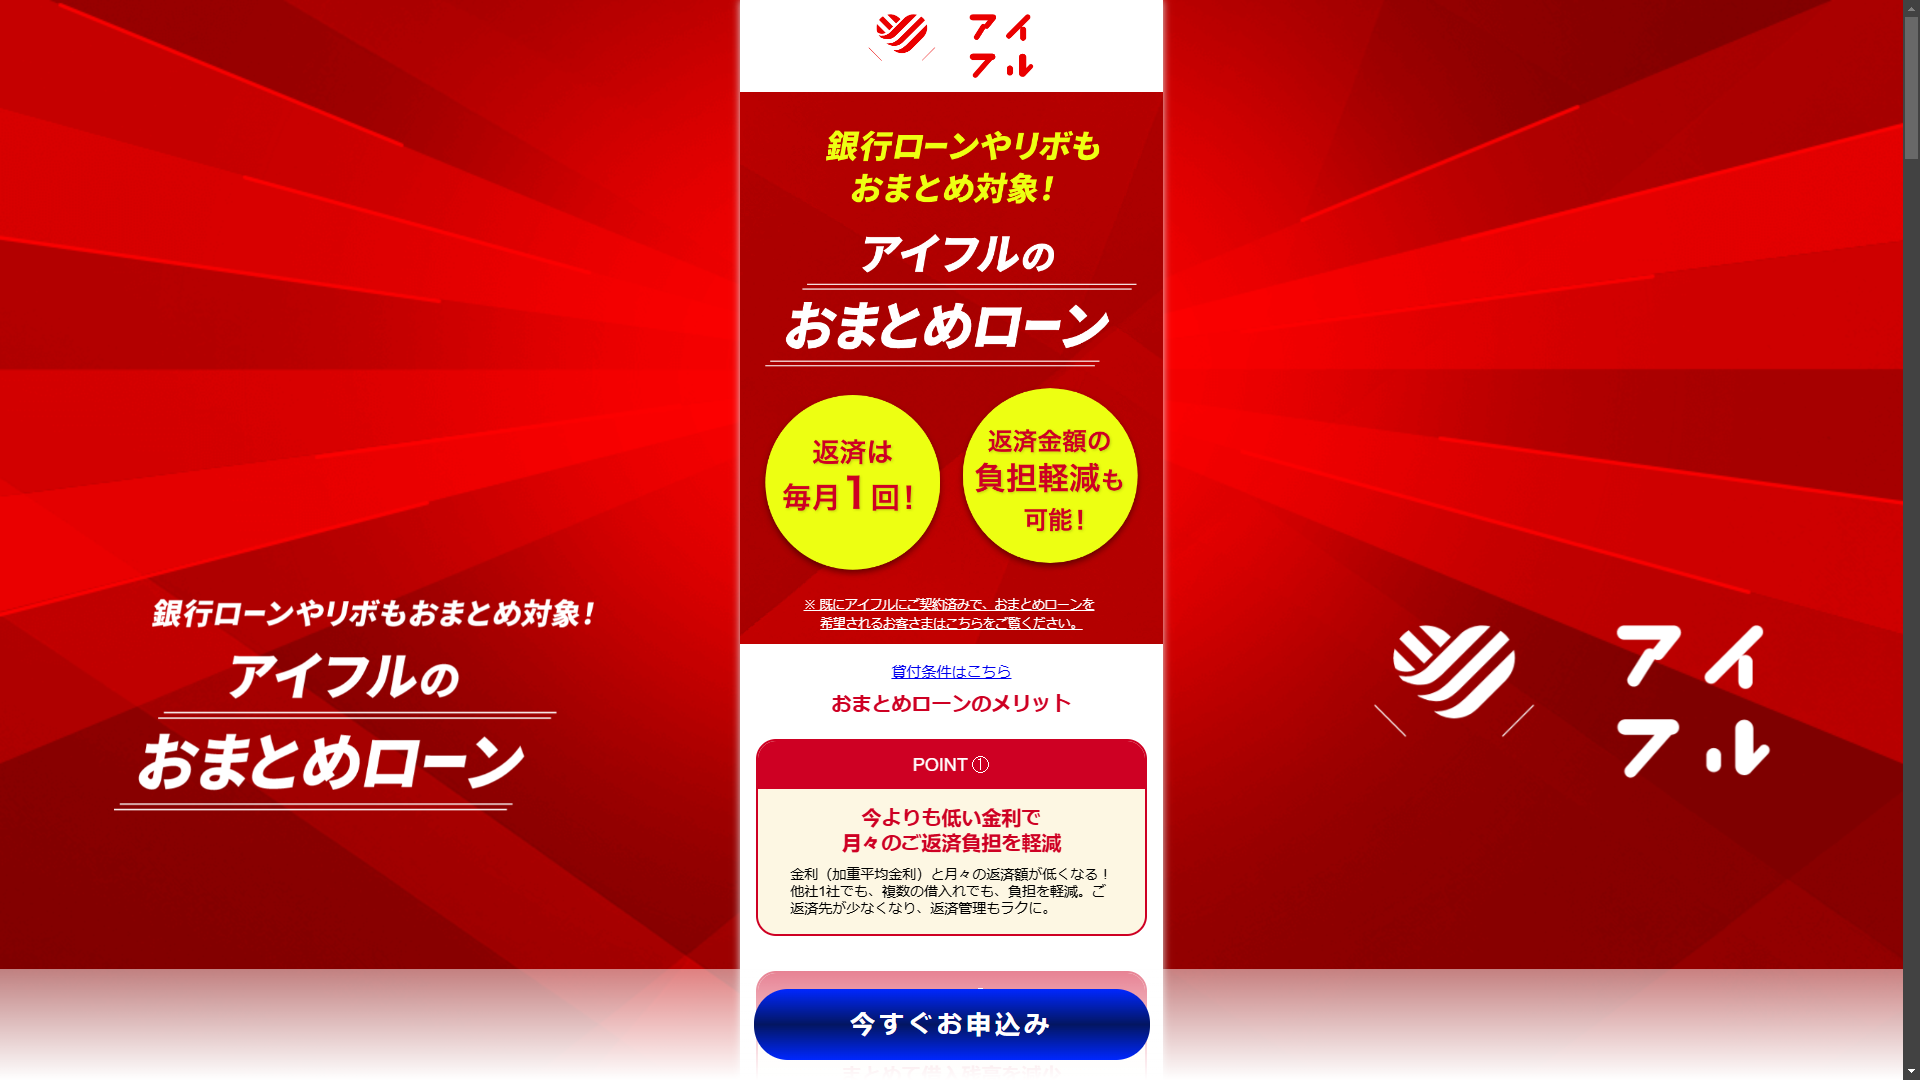 アイ
フル
銀行ローンやリボも
おまとめ対象！
アイフルの
おまとめローン
返済は
毎月1回！
返済金額の
負担軽減も
可能！
※ 既にアイフルにご契約済みで、おまとめローンを
希望されるお客さまはこちらをご覧ください。
貸付条件はこちら
おまとめローンのメリット
POINT ①
今よりも低い金利で
月々のご返済負担を軽減
金利（加重平均金利）と月々の返済額が低くなる！
他社1社でも、複数の借入れでも、負担を軽減。ご
返済先が少なくなり、返済管理もラクに。
今すぐお申込み
まとめて借入残高を減少
銀行ローンやリボもおまとめ対象！
アイフルの
おまとめローン
アイ
フル